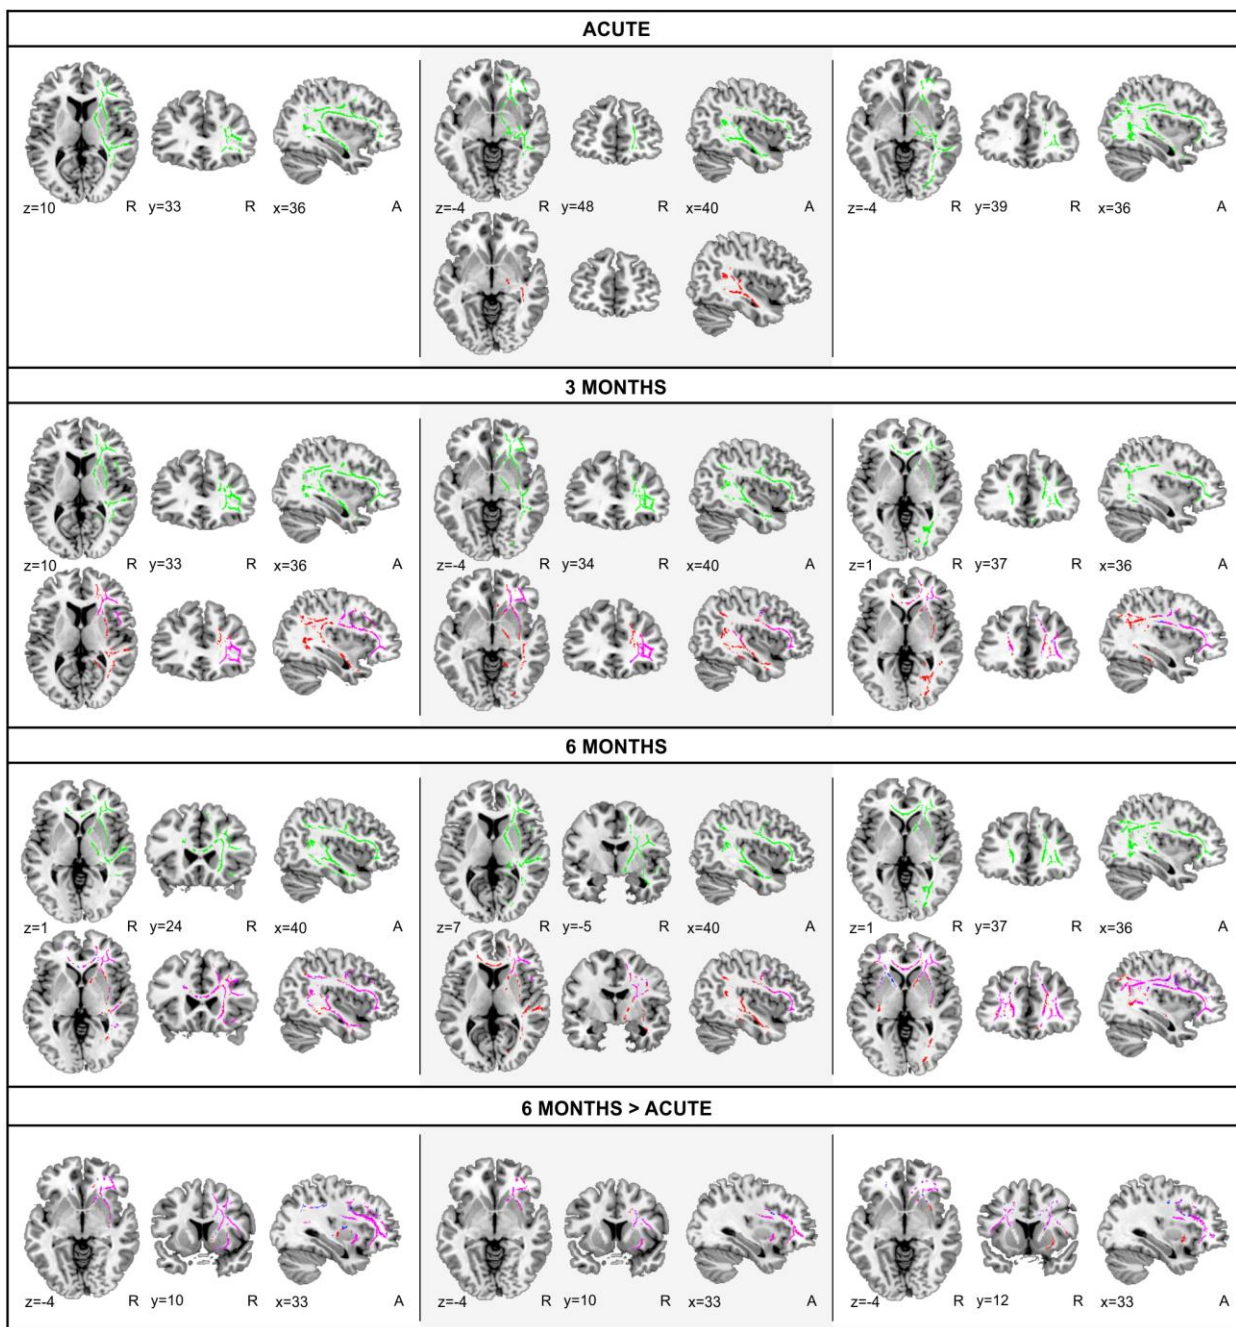 ACUTE
z=10 R y=33 R x=36 A z=-4 R y=48 R x=40 A z=-4 R y=39 R x=36 A
3 MONTHS
z=10 R y=33 R x=36 A z=-4 R y=34 R x=40 A z=1 R y=37 R x=36 A
6 MONTHS
z=1 R y=24 R x=40 A z=7 R y=-5 R x=40 A z=1 R y=37 R x=36 A
6 MONTHS > ACUTE
z=-4 R y=10 R x=33 A z=-4 R y=10 R x=33 A z=-4 R y=12 R x=33 A